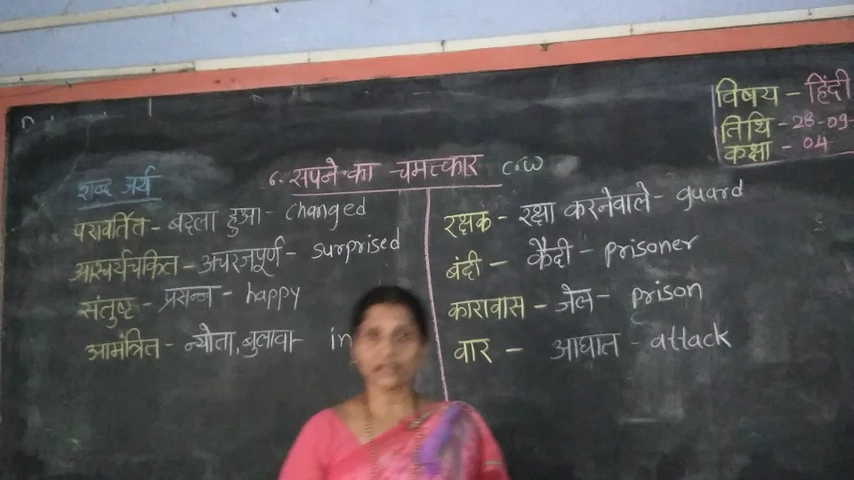 विषय - हिंदी
तिथि - 28-09-
कक्षा - 04
6. सपने का चमत्कार c.w
शब्द अर्थ
परावर्तित - बदला हुआ - changed
आश्चर्यचकित - अचरजपूर्ण - surprised
संतुष्ट - प्रसन्न - happy
आमंत्रित - न्योता, बुलावा - in
रक्षक - रक्षा करनेवाले - guard
बंदी - कैदी - prisoner
कारावास - जेल - prison
वार - आघात - attack